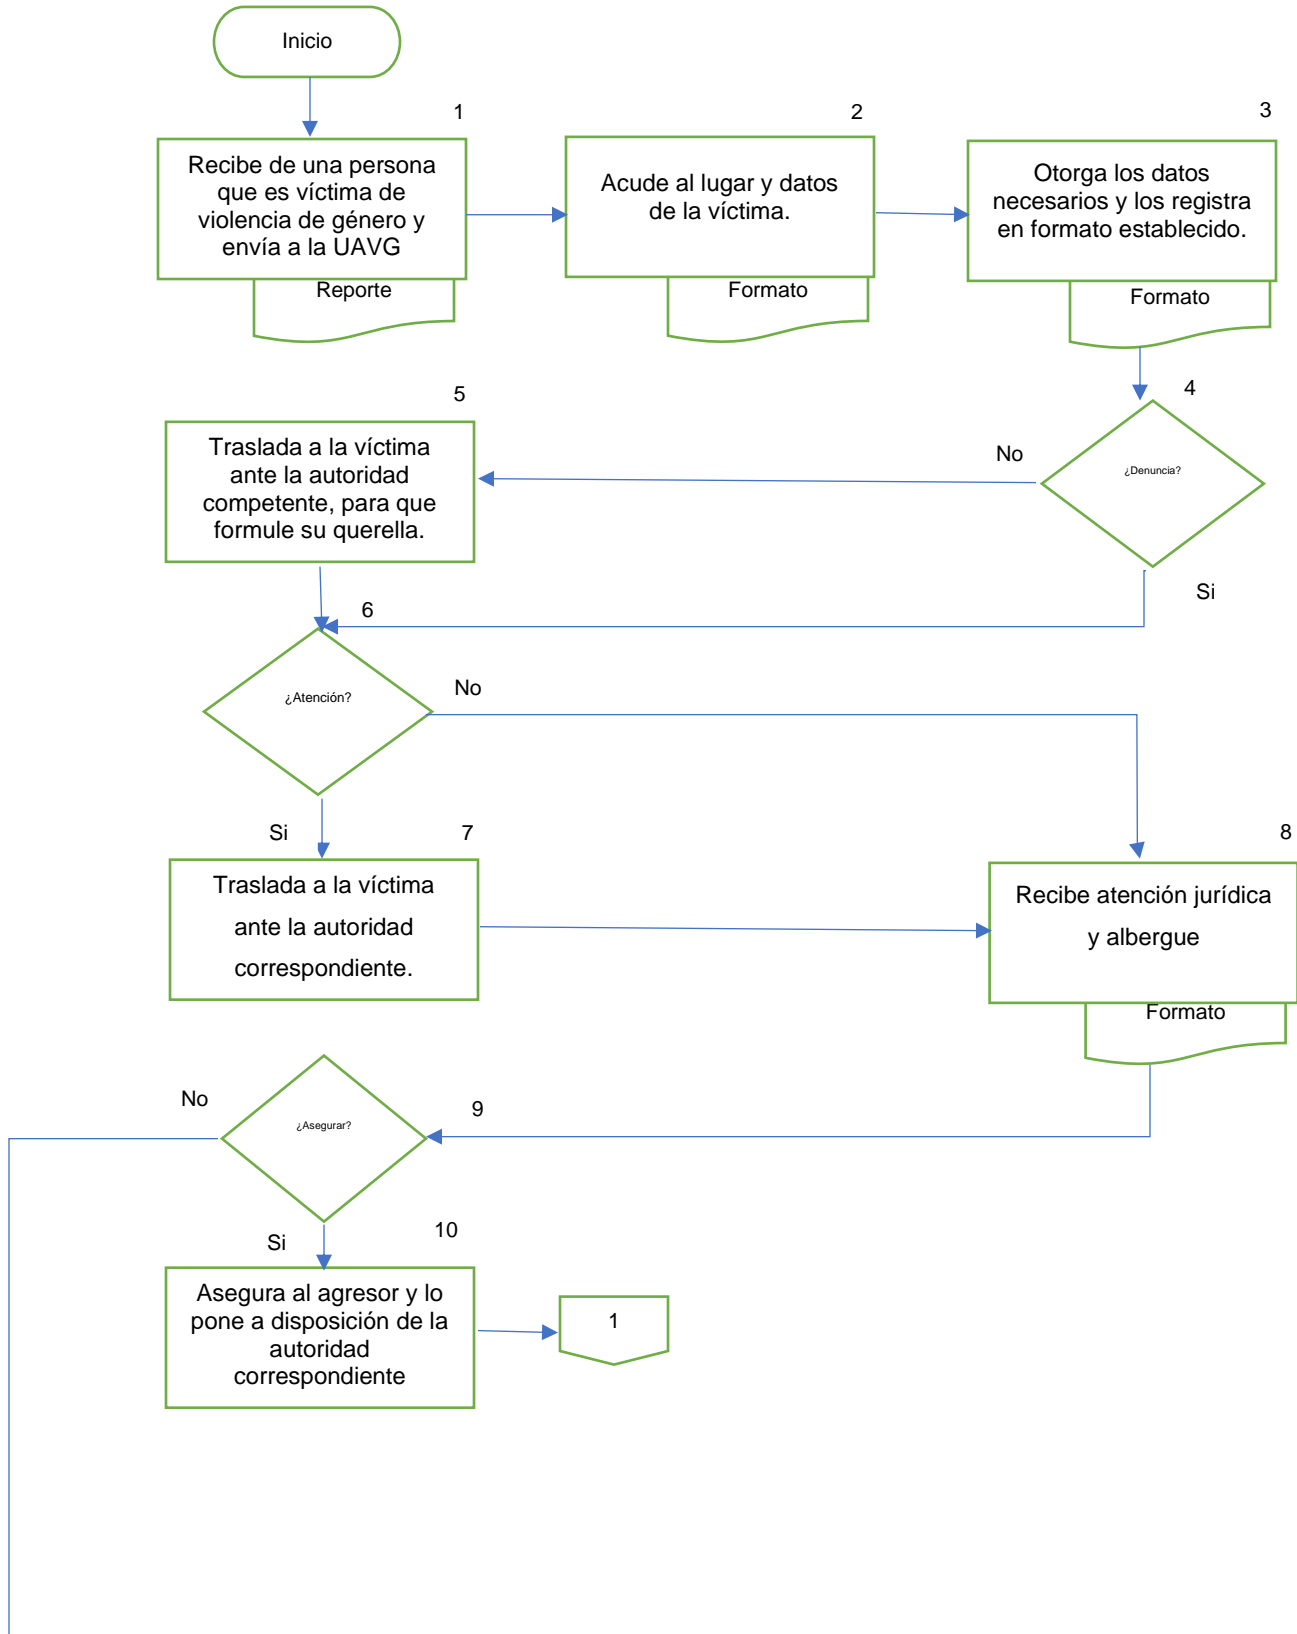 Inicio
1
Recibe de una persona
que es víctima de
violencia de género y
envía a la UAVG
Reporte
2
Acude al lugar y datos
de la víctima.
Formato
3
Otorga los datos
necesarios y los registra
en formato establecido.
Formato
4
¿Denuncia?
No
Si
5
Traslada a la víctima
ante la autoridad
competente, para que
formule su querella.
6
¿Atención?
No
Si
7
Traslada a la víctima
ante la autoridad
correspondiente.
8
Recibe atención jurídica
y albergue
Formato
9
¿Asegurar?
No
Si
10
Asegura al agresor y lo
pone a disposición de la
autoridad
correspondiente
1